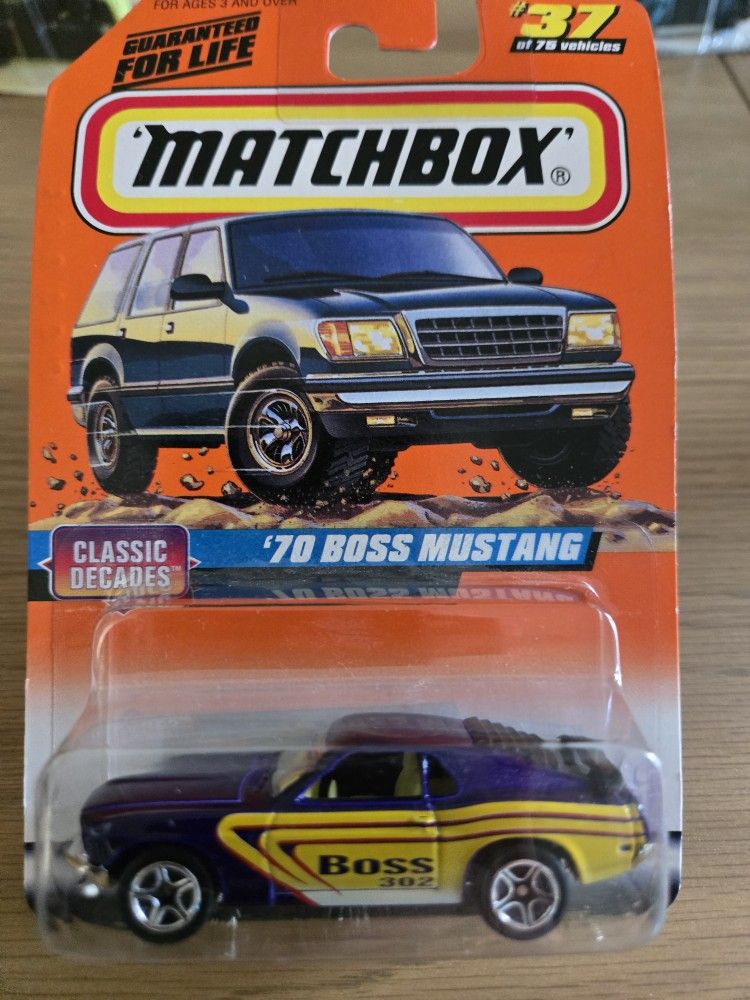 FOR AGES 3 AND OVER
GUARANTEED
FOR LIFE
#37
of 75 vehicles
'MATCHBOX' ®
CLASSIC
DECADES™
'70 BOSS MUSTANG
BOSS
302